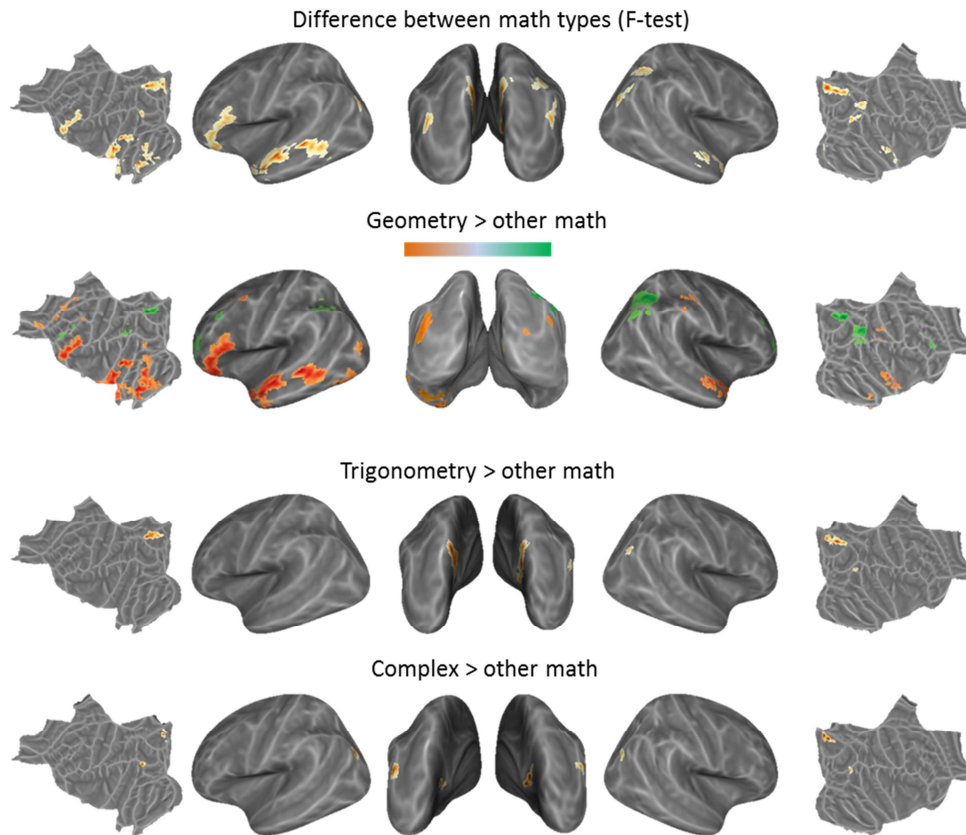 Difference between math types (F-test)
Geometry > other math
Trigonometry > other math
Complex > other math